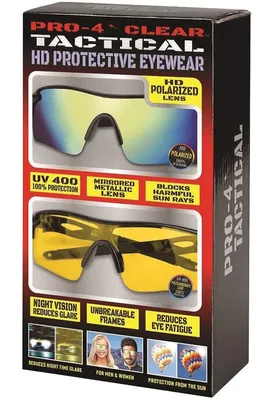 PRO-4 CLEAR
TACTICAL
HD PROTECTIVE EYEWEAR
HD
POLARIZED
LENS
HD
POLARIZED
UV 400
100% PROTECTION
MIRRORED
METALLIC
LENS
BLOCKS
HARMFUL
SUN RAYS
NIGHT VISION
REDUCES GLARE
UNBREAKABLE
FRAMES
REDUCES
EYE FATIGUE
REDUCES NIGHT TIME GLARE
FOR MEN & WOMEN
PROTECTION FROM THE SUN
PRO-4 CLEAR
TACTICAL